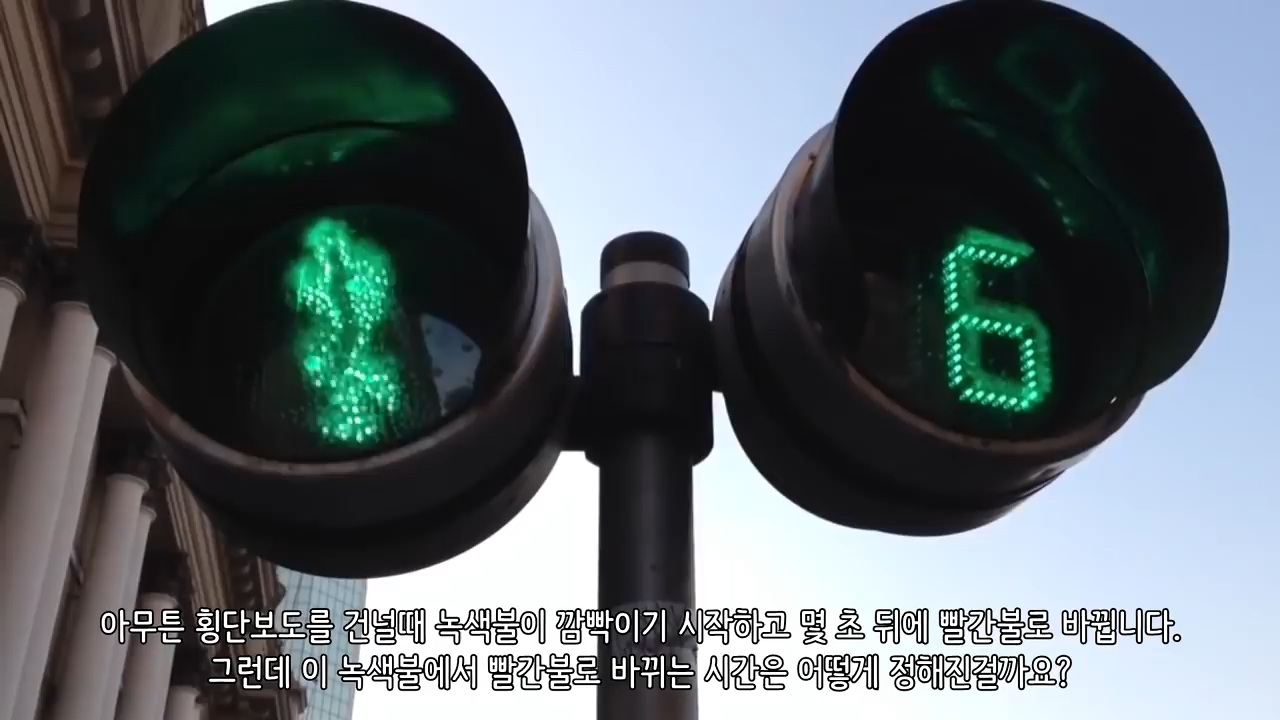 6
아무튼 횡단보도를 건널때 녹색불이 깜빡이기 시작하고 몇 초 뒤에 빨간불로 바뀝니다.
그런데 이 녹색불에서 빨간불로 바뀌는 시간은 어떻게 정해진걸까요?